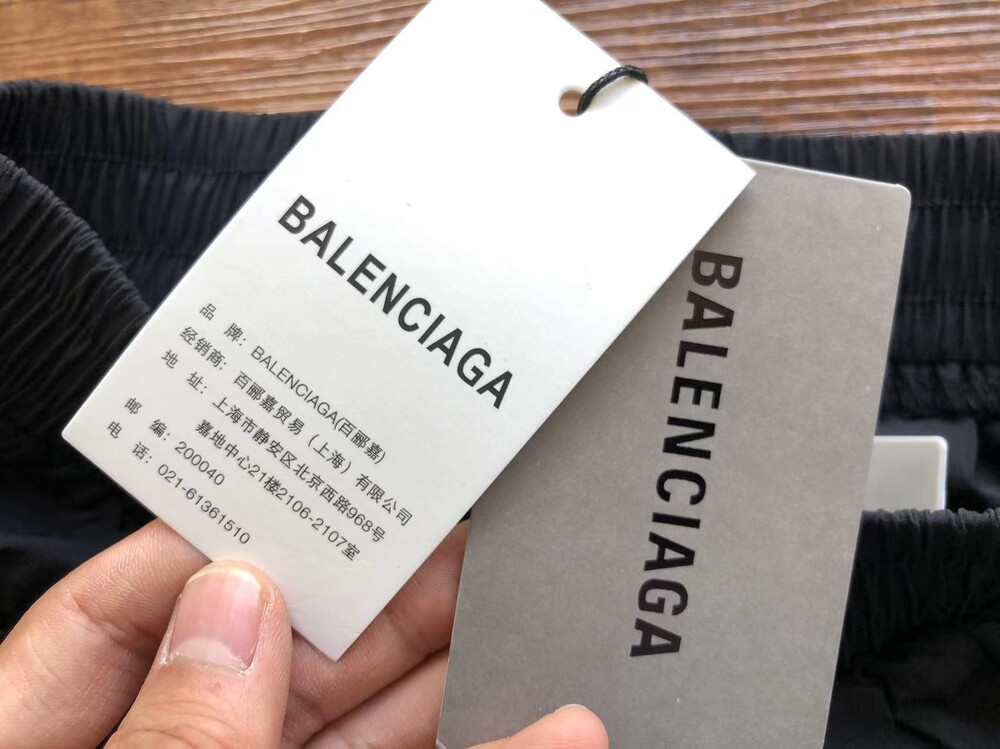 BALENCIAGA
品 牌: BALENCIAGA(百郦嘉)
经销商: 百郦嘉贸易（上海）有限公司
地 址: 上海市静安区北京西路968号
嘉地中心21楼2106-2107室
邮 编: 200040
电 话: 021-61361510
BALENCIAGA